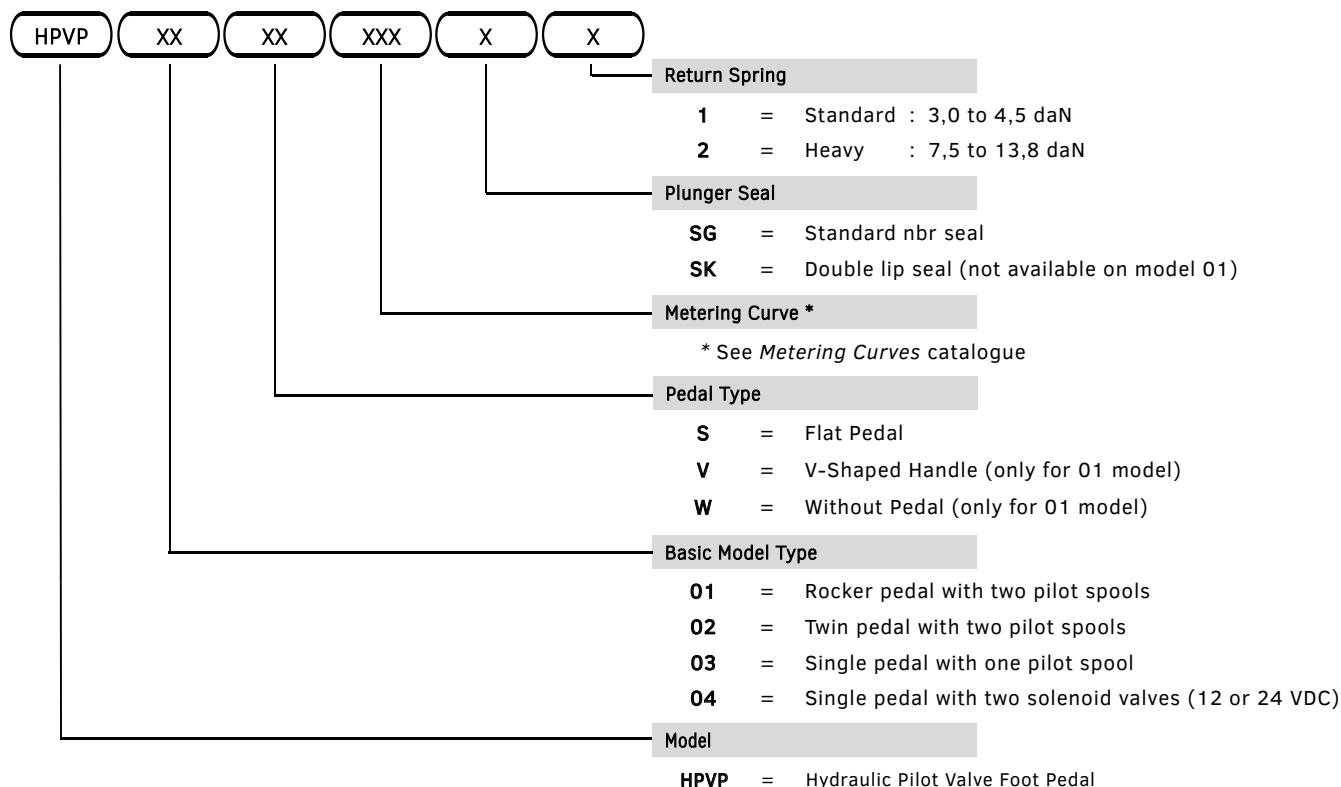 HPVP XX XX XXX X X
Return Spring
1 = Standard : 3,0 to 4,5 daN
2 = Heavy : 7,5 to 13,8 daN
Plunger Seal
SG = Standard nbr seal
SK = Double lip seal (not available on model 01)
Metering Curve *
* See Metering Curves catalogue
Pedal Type
S = Flat Pedal
V = V-Shaped Handle (only for 01 model)
W = Without Pedal (only for 01 model)
Basic Model Type
01 = Rocker pedal with two pilot spools
02 = Twin pedal with two pilot spools
03 = Single pedal with one pilot spool
04 = Single pedal with two solenoid valves (12 or 24 VDC)
Model
HPVP = Hydraulic Pilot Valve Foot Pedal